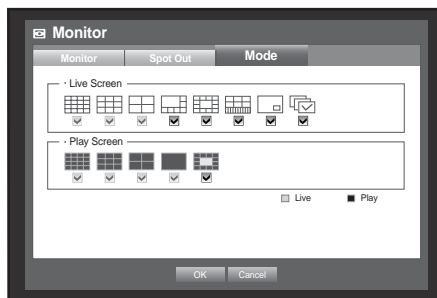 Monitor
Monitor Spot Out Mode
· Live Screen
· Play Screen
Live Play
OK Cancel